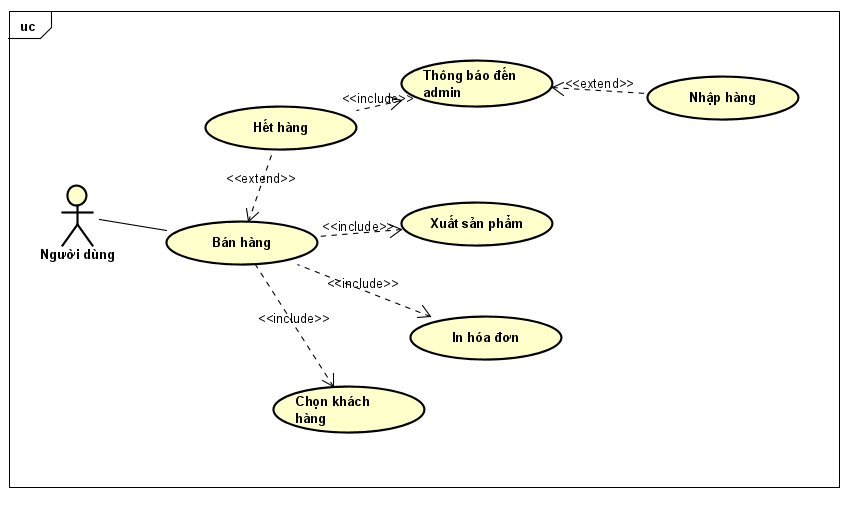 uc
Thông báo đến
admin
<<extend>>
Nhập hàng
<<include>>
Hết hàng
<<extend>>
Người dùng
Bán hàng
<<include>>
Xuất sản phẩm
<<include>>
In hóa đơn
<<include>>
Chọn khách
hàng